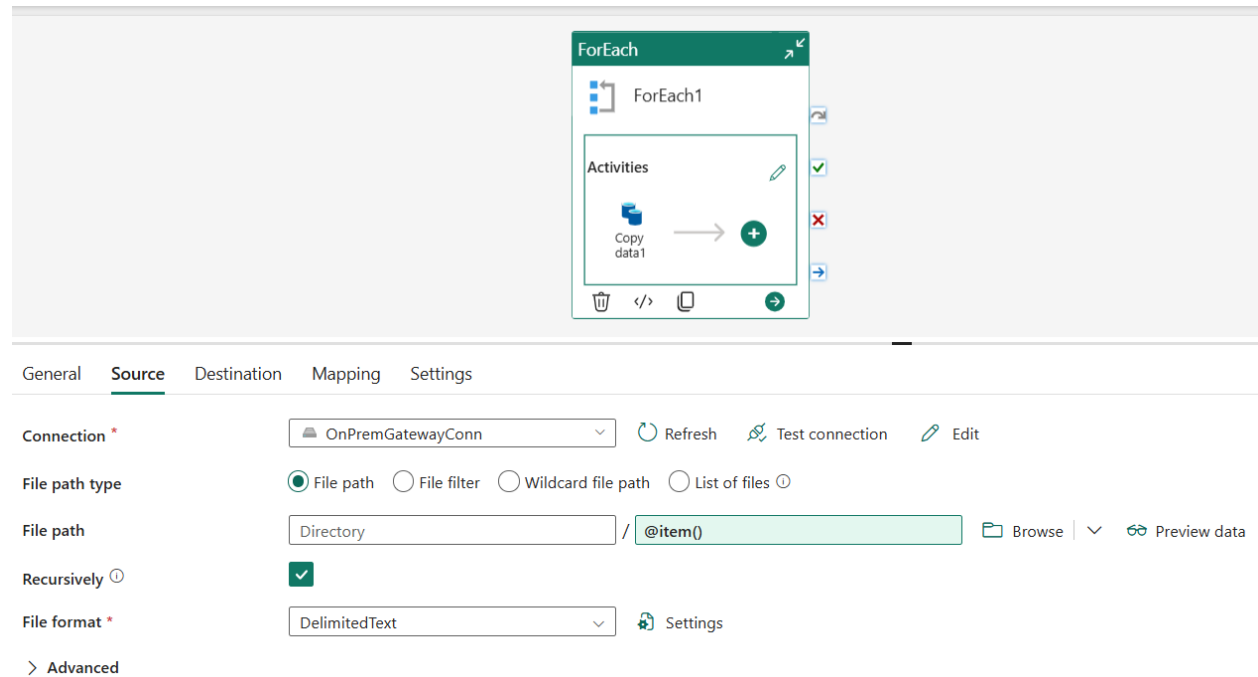 ForEach
ForEach1
Activities
Copy
data1
General Source Destination Mapping Settings
Connection * OnPremGatewayConn Refresh Test connection Edit
File path type File path File filter Wildcard file path List of files
File path Directory / @item() Browse Preview data
Recursively
File format * DelimitedText Settings
Advanced